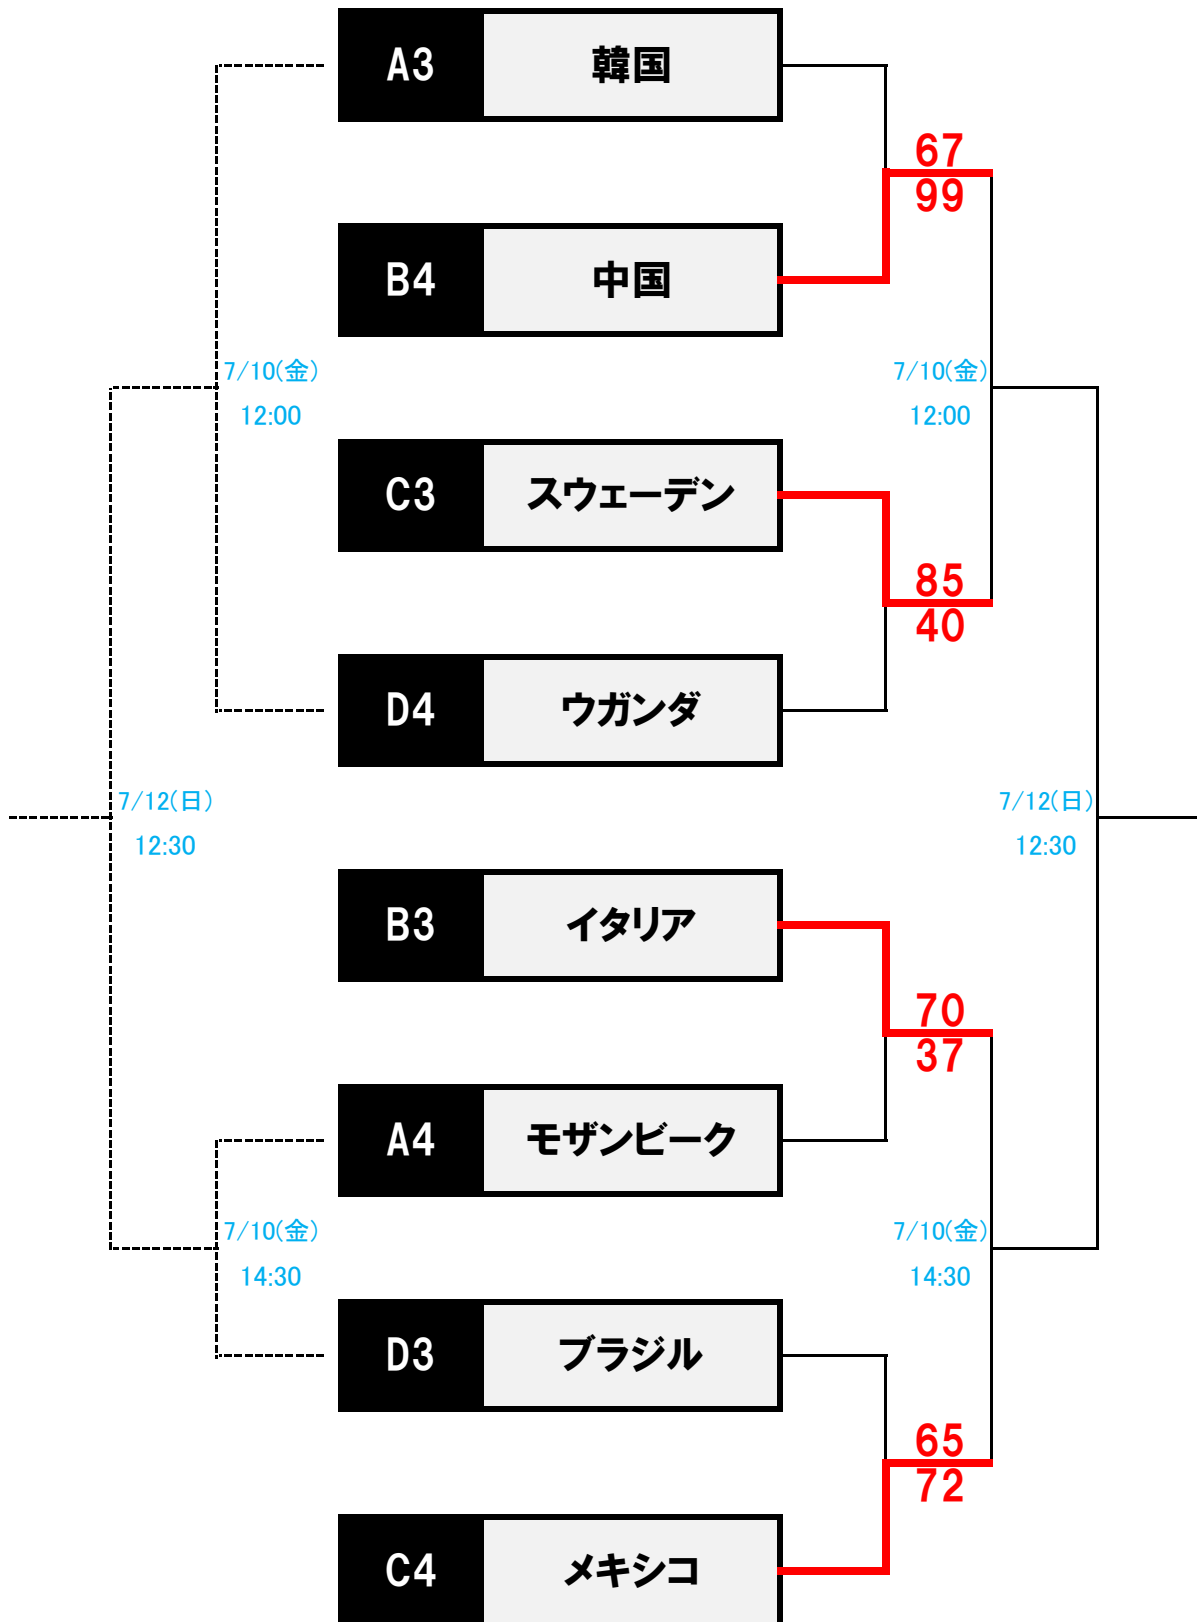 A3 韓国
67
99
B4 中国
7/10(金) 7/10(金)
12:00 12:00
C3 スウェーデン
85
40
D4 ウガンダ
7/12(日) 7/12(日)
12:30 12:30
B3 イタリア
70
37
A4 モザンビーク
7/10(金) 7/10(金)
14:30 14:30
D3 ブラジル
65
72
C4 メキシコ